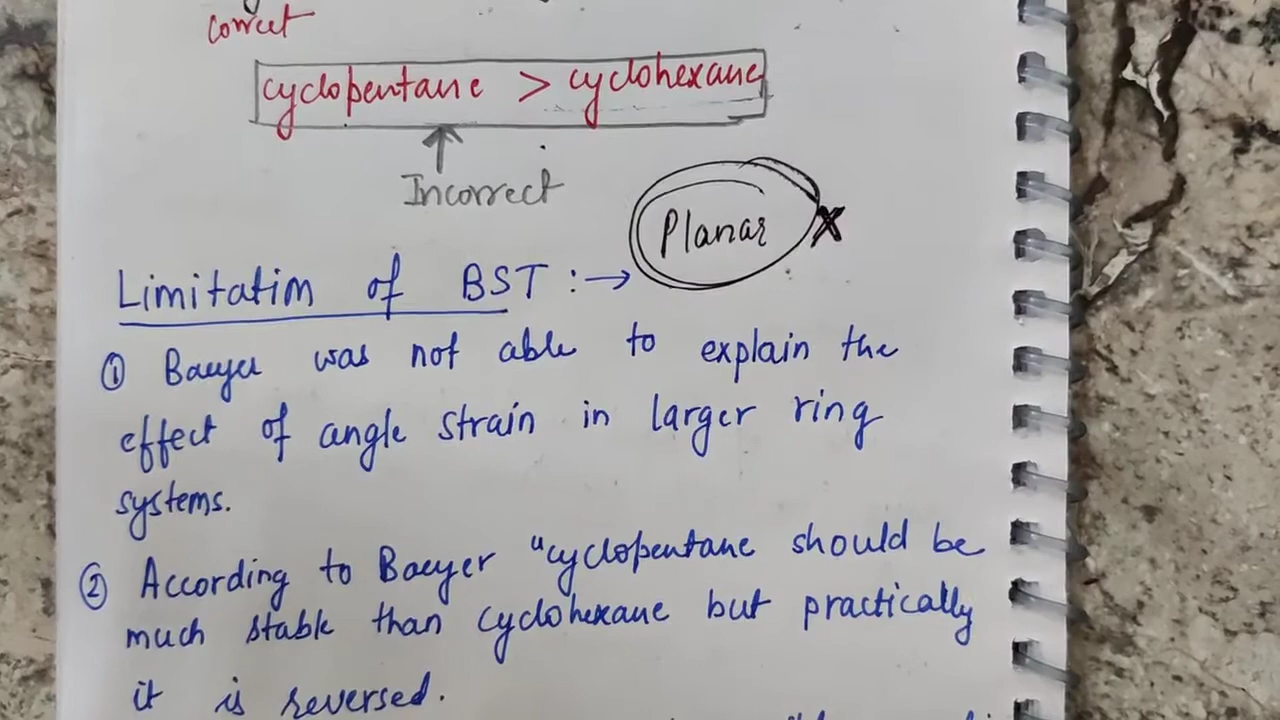 correct
cyclopentane > cyclohexane
Incorrect
Planar X
Limitation of BST :→
① Baeyer was not able to explain the
effect of angle strain in larger ring
systems.
② According to Baeyer "cyclopentane should be
much stable than cyclohexane but practically
it is reversed.